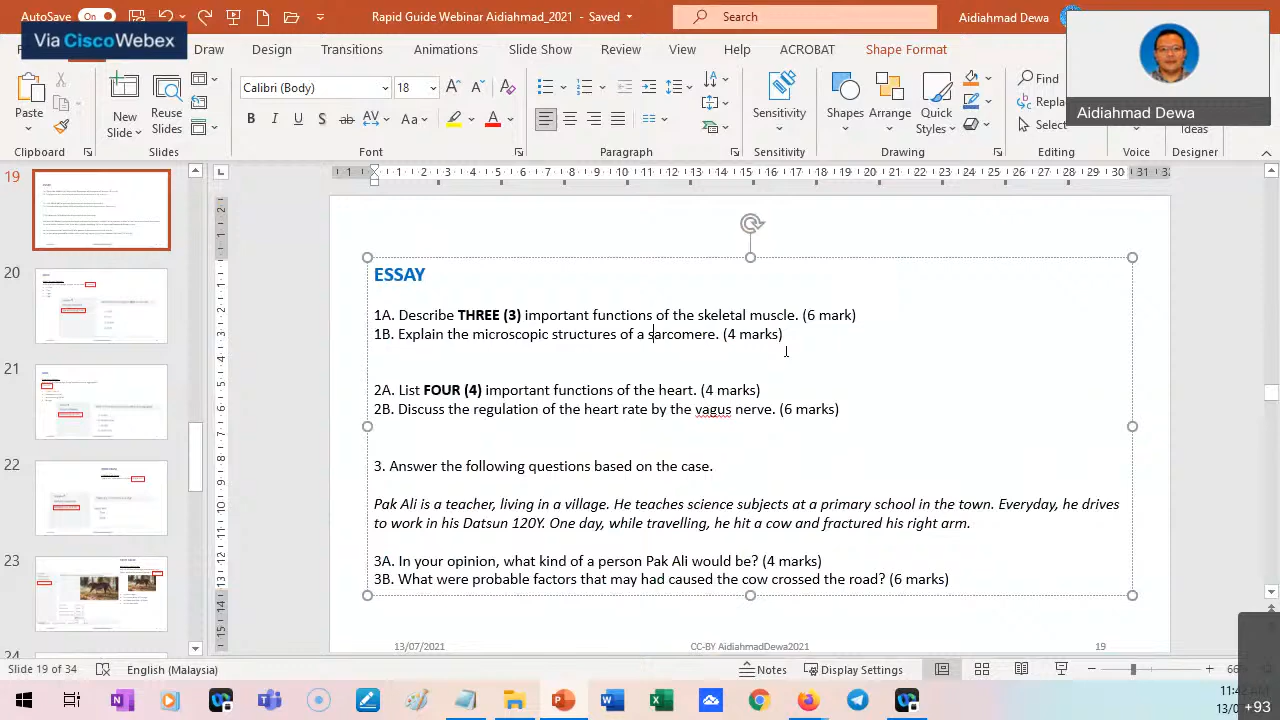 AutoSave
Rapid Guide Webinar Aidiahmad_2021 - Saved
Search
Aidiahmad Dewa
Via CiscoWebex
Draw
Design
Transitions
Animations
Slide Show
Review
View
Help
ACROBAT
Shape Format
Aidiahmad Dewa
Paste
New Slide
Reuse Slides
Calibri (Body)
18
Sensitivity
Shapes
Arrange
Quick Styles
Find
Select
Ideas
Clipboard
Slides
Font
Paragraph
Sensitivity
Drawing
Editing
Voice
Designer
19
20
21
22
23
ESSAY
1A. Describe THREE (3) important functions of the skeletal muscle. (6 mark)
1B. Explain the microscopic structures of a sarcomere. (4 marks)
2A. List FOUR (4) important functions of the heart. (4 marks)
2B. Discuss the regulation of the heart rate by the vagus nerve. (6 marks)
3. Answer the following questions based on the case.
Pak Ali is a teacher, living in a village. He teaches science subjects at a primary school in the town. Everyday, he drives
to work in his Datsun 120Y. One day, while travelling, he hit a cow and fractured his right arm.
3A. In your opinion, what kind of a person Pak Ali would be? (4 marks)
3B. What were probable factors that may had caused the cow crossed the road? (6 marks)
13/07/2021
CC-BY AidiahmadDewa2021
19
Slide 19 of 34
English (Malaysia)
Notes
Display Settings
+93